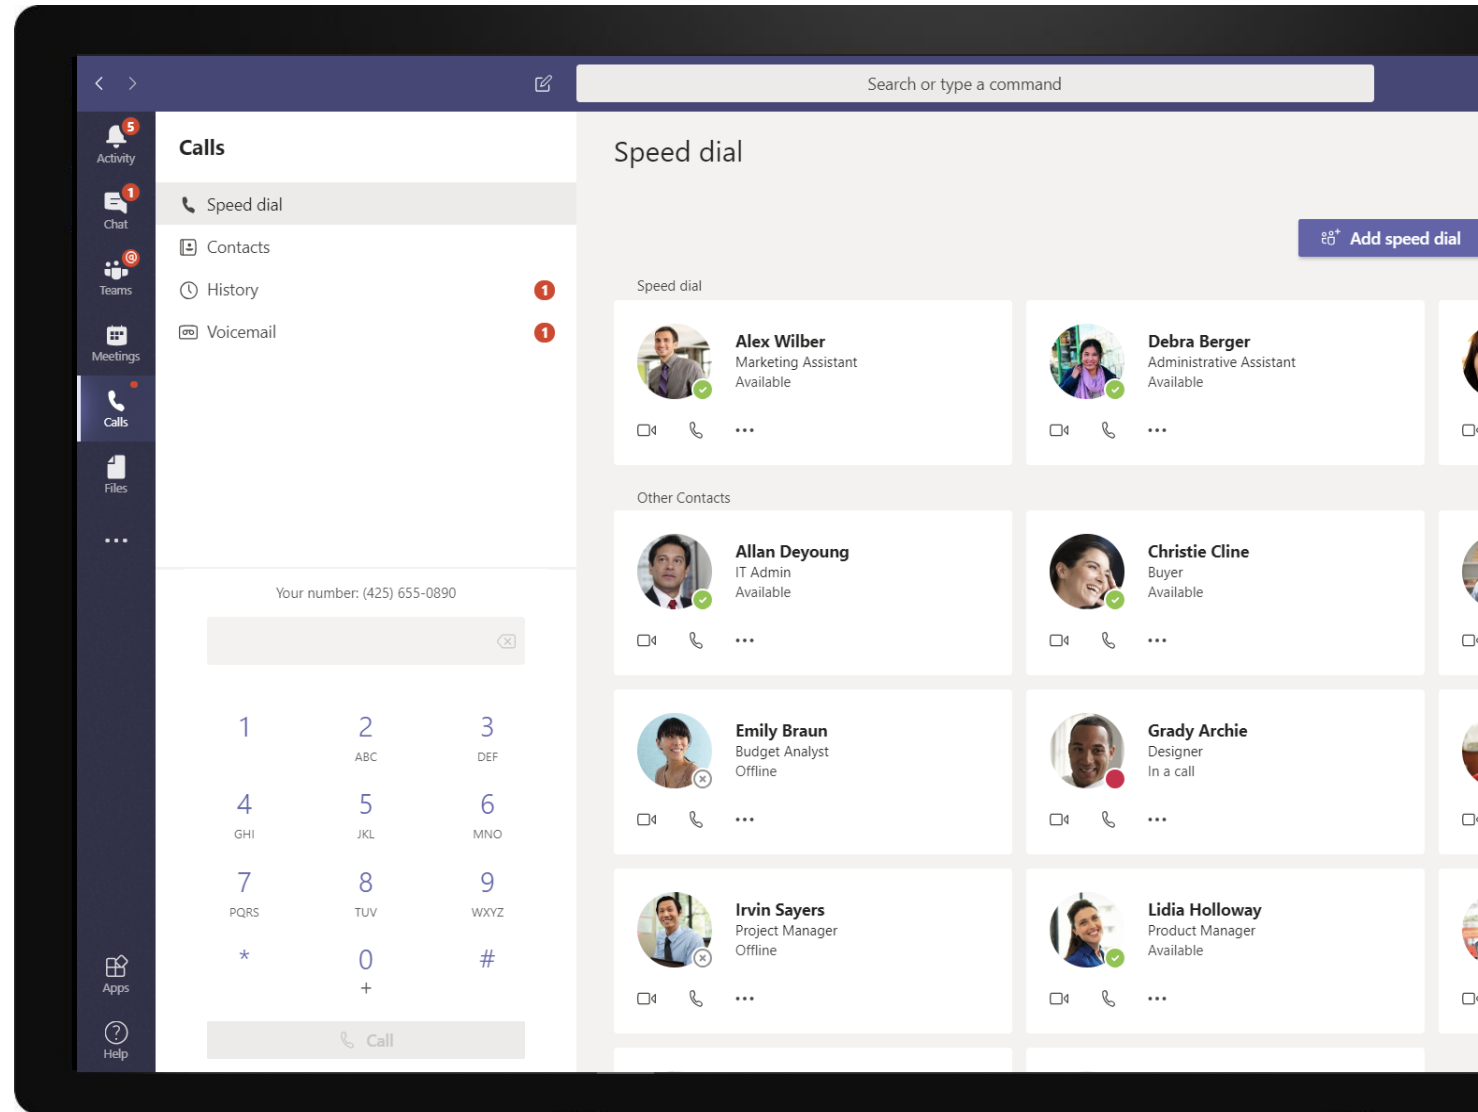 Search or type a command
5
Activity
1
Chat
@
Teams
Meetings
Calls
Files
Apps
Help
Calls
Speed dial
Contacts
History 1
Voicemail 1
Your number: (425) 655-0890
1 2 3
ABC DEF
4 5 6
GHI JKL MNO
7 8 9
PQRS TUV WXYZ
* 0 #
+
Call
Speed dial
Add speed dial
Speed dial
Alex Wilber
Marketing Assistant
Available
Debra Berger
Administrative Assistant
Available
Other Contacts
Allan Deyoung
IT Admin
Available
Christie Cline
Buyer
Available
Emily Braun
Budget Analyst
Offline
Grady Archie
Designer
In a call
Irvin Sayers
Project Manager
Offline
Lidia Holloway
Product Manager
Available